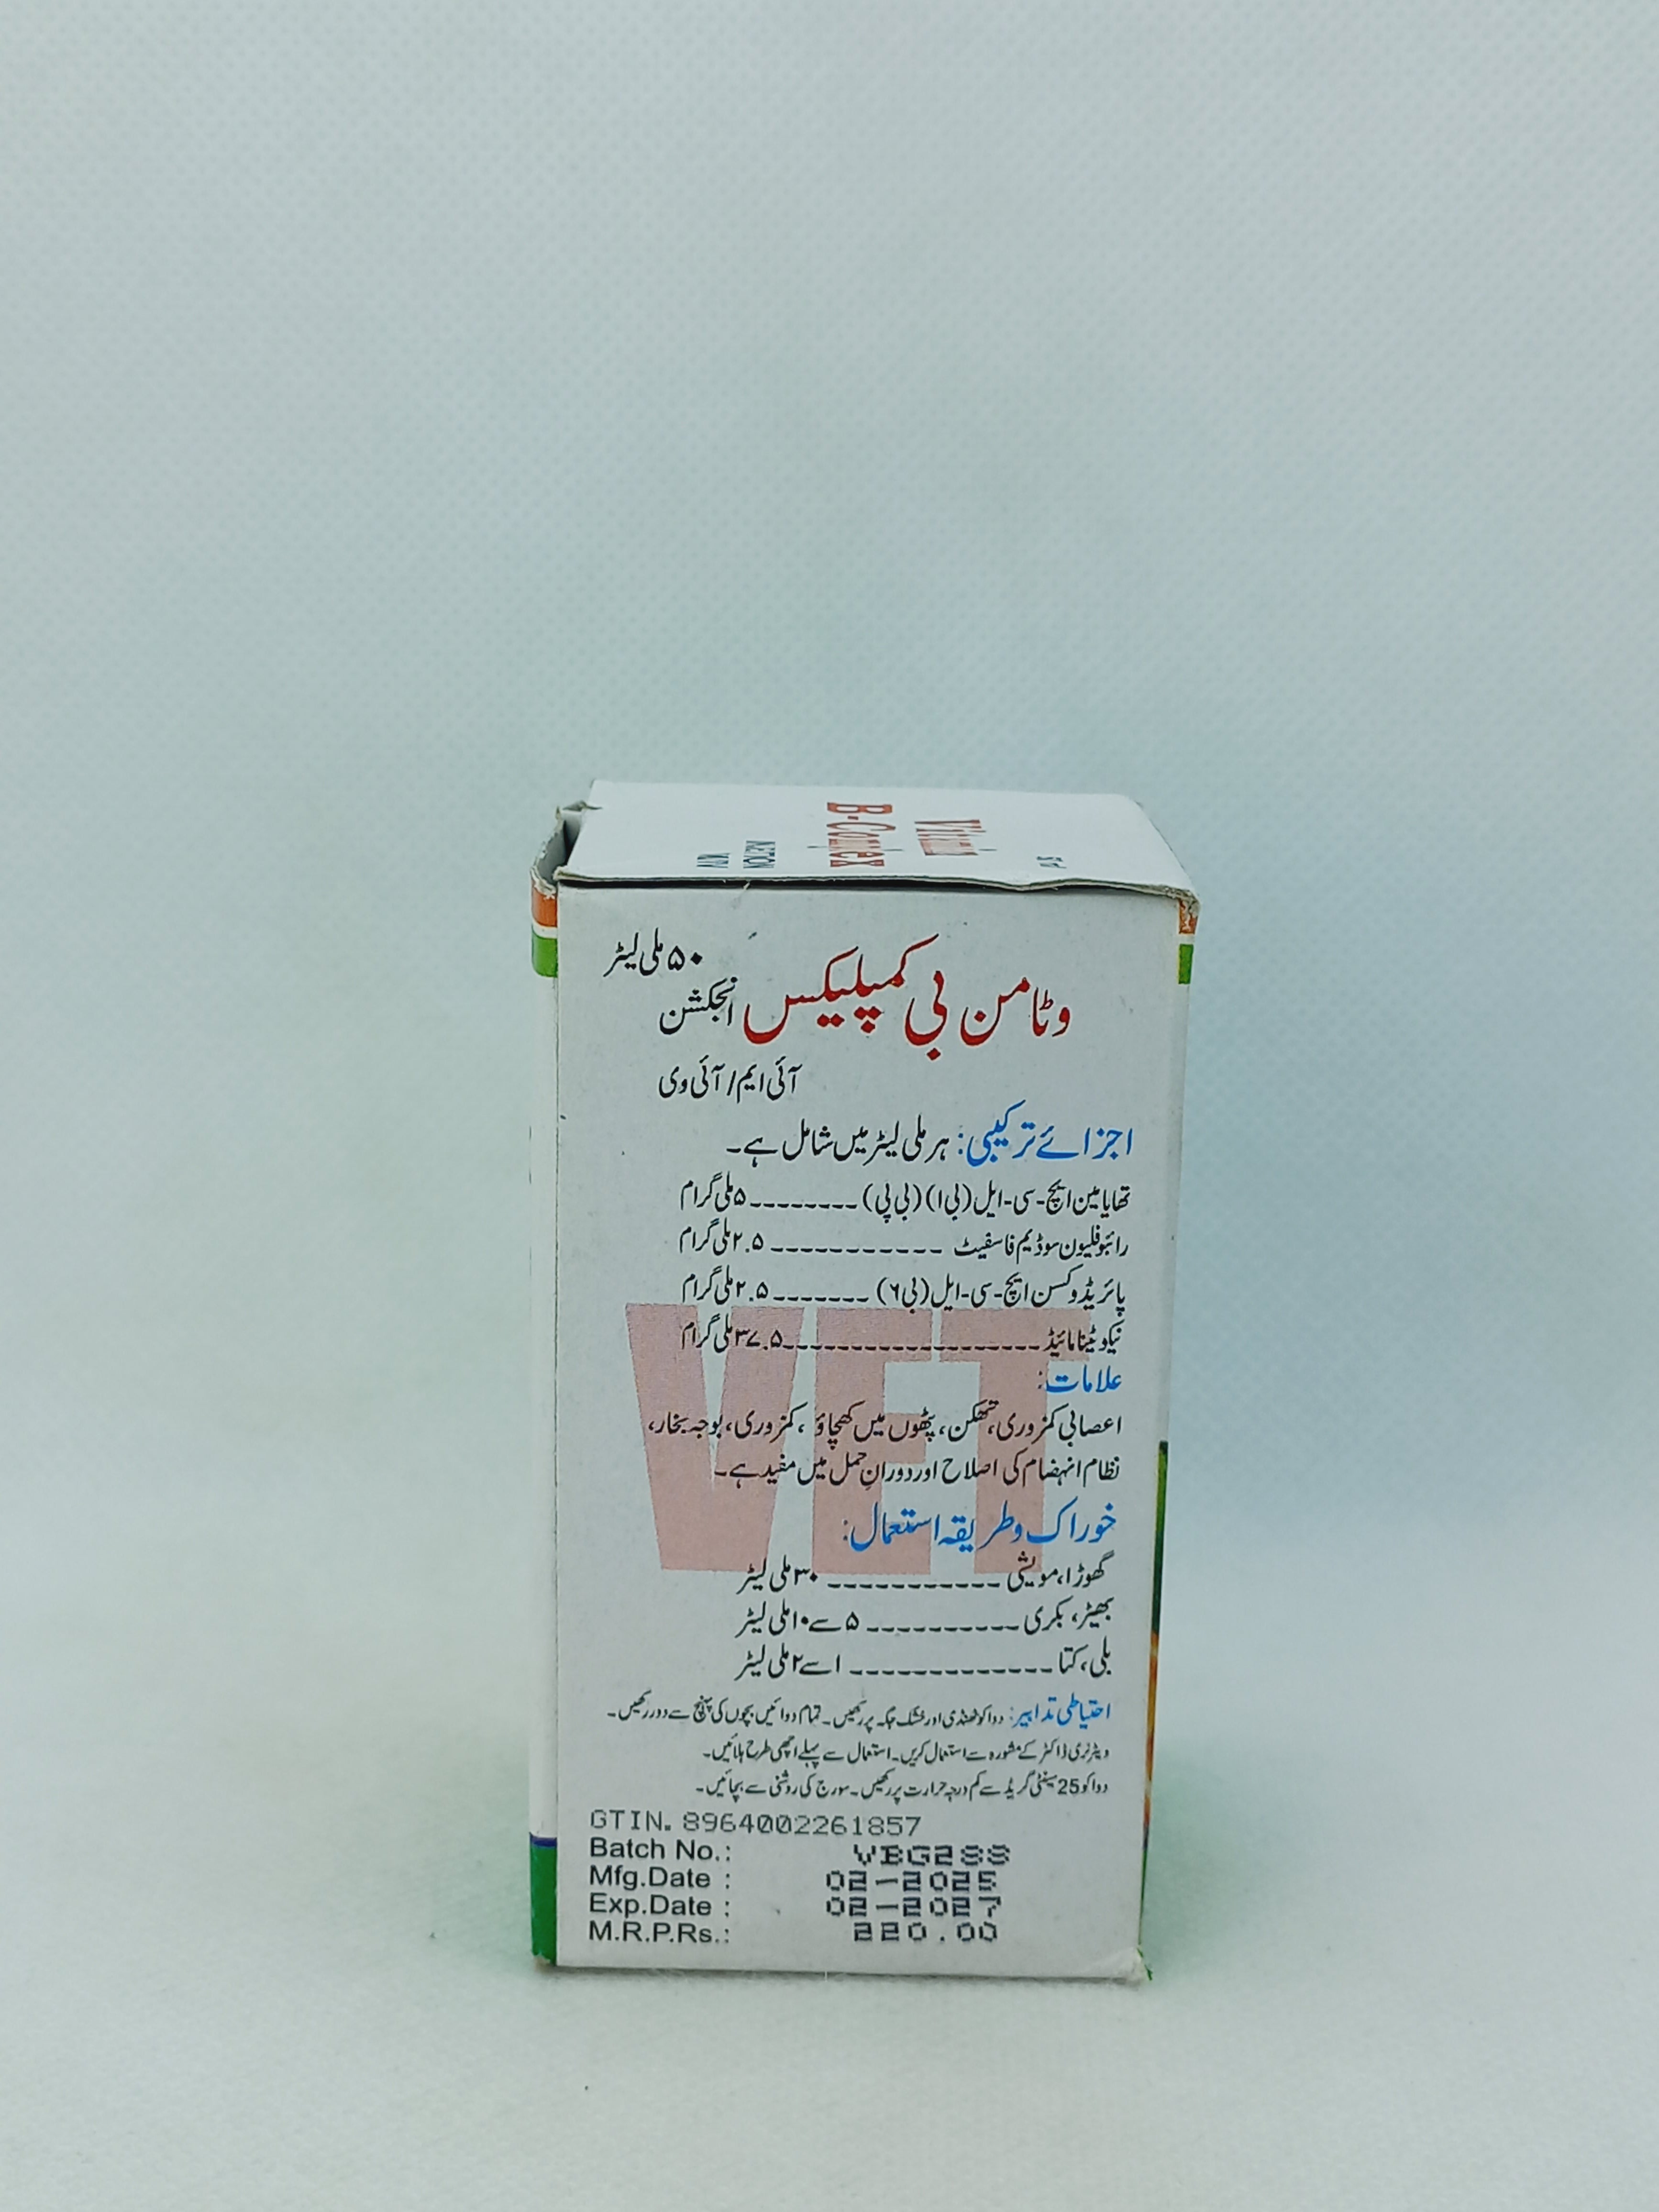 Vitamin
B-Complex
۵۰ ملی لیٹر
وٹامن بی کمپلیکس انجکشن
آئی ایم/آئی وی
اجزائے ترکیبی: ہر ملی لیٹر میں شامل ہے۔
تھایامین ایچ-سی-ایل (بی۱) (بی پی) -------- ۵ ملی گرام
رائبوفلیون سوڈیم فاسفیٹ ----------- ۲.۵ ملی گرام
پائریڈوکسن ایچ-سی-ایل (بی۶) ------- ۲.۵ ملی گرام
نیکوٹینامائیڈ ------------------- ۳۷.۵ ملی گرام
علامات:
اعصابی کمزوری، تھکن، پٹھوں میں کھچاؤ، کمزوری، بوجہ بخار،
نظام انہضام کی اصلاح اور دورانِ حمل میں مفید ہے۔
خوراک و طریقہ استعمال:
گھوڑا، مویشی ----------- ۳۰ ملی لیٹر
بھیڑ، بکری ---------- ۵ سے ۱۰ ملی لیٹر
بلی، کتا ------------- ۱ سے ۲ ملی لیٹر
VET
احتیاطی تدابیر: دوا کو ٹھنڈی اور خشک جگہ پر رکھیں۔ تمام دوائیں بچوں کی پہنچ سے دور رکھیں۔
ویٹرنری ڈاکٹر کے مشورہ سے استعمال کریں۔ استعمال سے پہلے اچھی طرح ہلائیں۔
دوا کو 25 سینٹی گریڈ سے کم درجہ حرارت پر رکھیں۔ سورج کی روشنی سے بچائیں۔
GTIN. 8964002261857
Batch No.: VBG288
Mfg.Date : 02-2025
Exp.Date : 02-2027
M.R.P.Rs.: 220.00